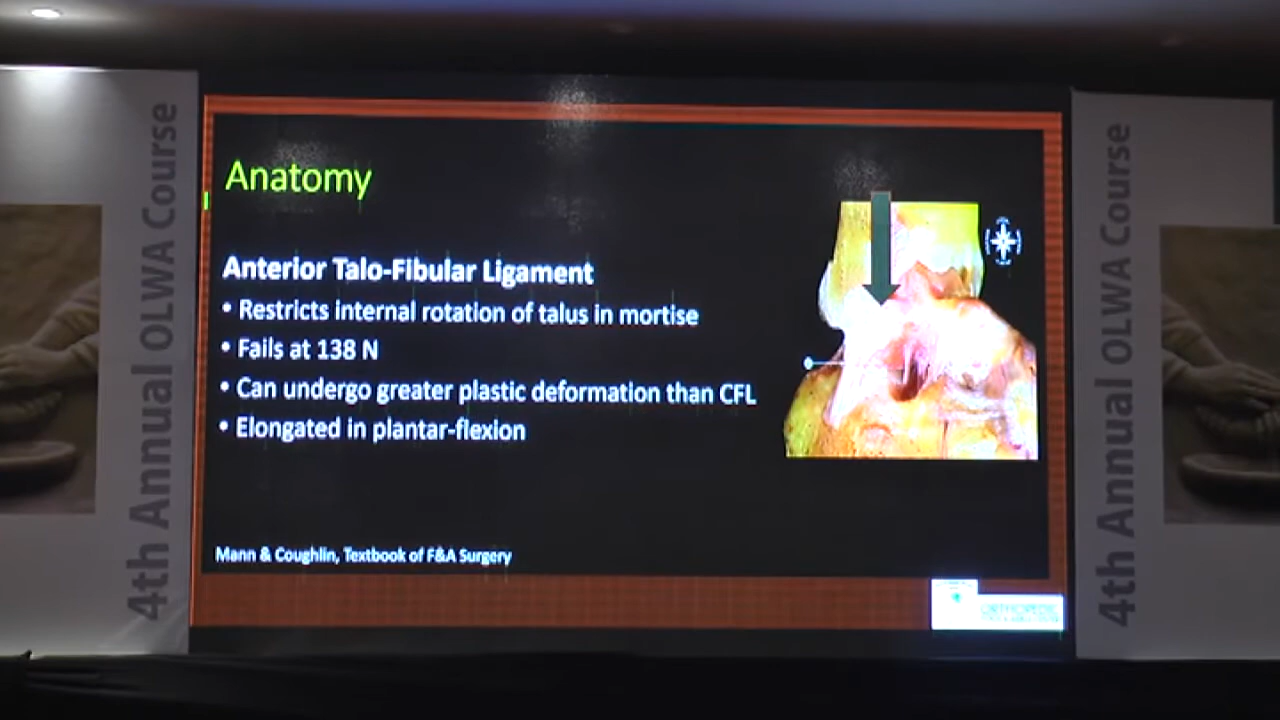 4th Annual OLWA Course
Anatomy
Anterior Talo-Fibular Ligament
• Restricts internal rotation of talus in mortise
• Fails at 138 N
• Can undergo greater plastic deformation than CFL
• Elongated in plantar-flexion
Mann & Coughlin, Textbook of F&A Surgery
ORTHOPEDIC
4th Annual OLWA Course